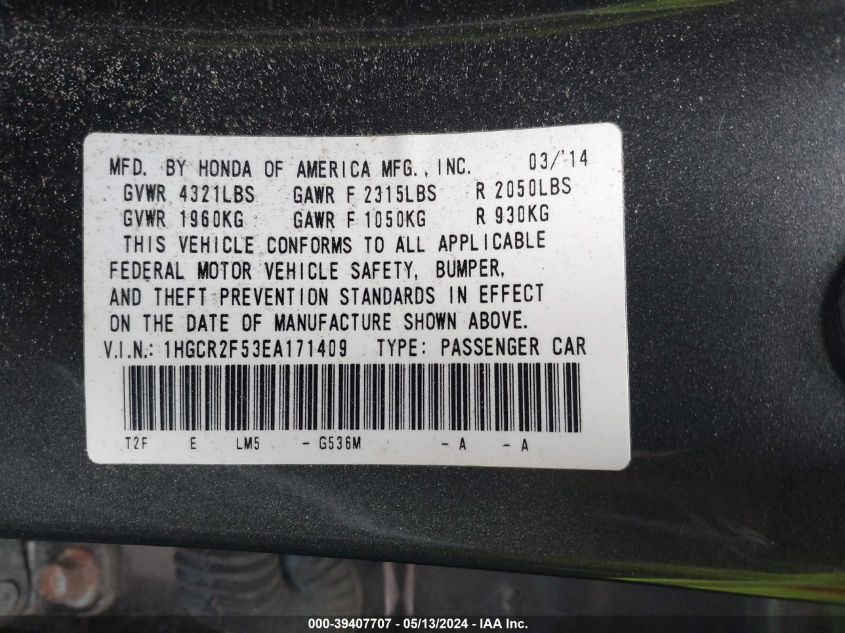 MFD. BY HONDA OF AMERICA MFG., INC. 03/'14
GVWR 4321LBS GAWR F 2315LBS R 2050LBS
GVWR 1960KG GAWR F 1050KG R 930KG
THIS VEHICLE CONFORMS TO ALL APPLICABLE
FEDERAL MOTOR VEHICLE SAFETY, BUMPER,
AND THEFT PREVENTION STANDARDS IN EFFECT
ON THE DATE OF MANUFACTURE SHOWN ABOVE.
V.I.N.: 1HGCR2F53EA171409 TYPE: PASSENGER CAR
T2F E LM5 - G536M - A - A
000-39407707 - 05/13/2024 - IAA Inc.